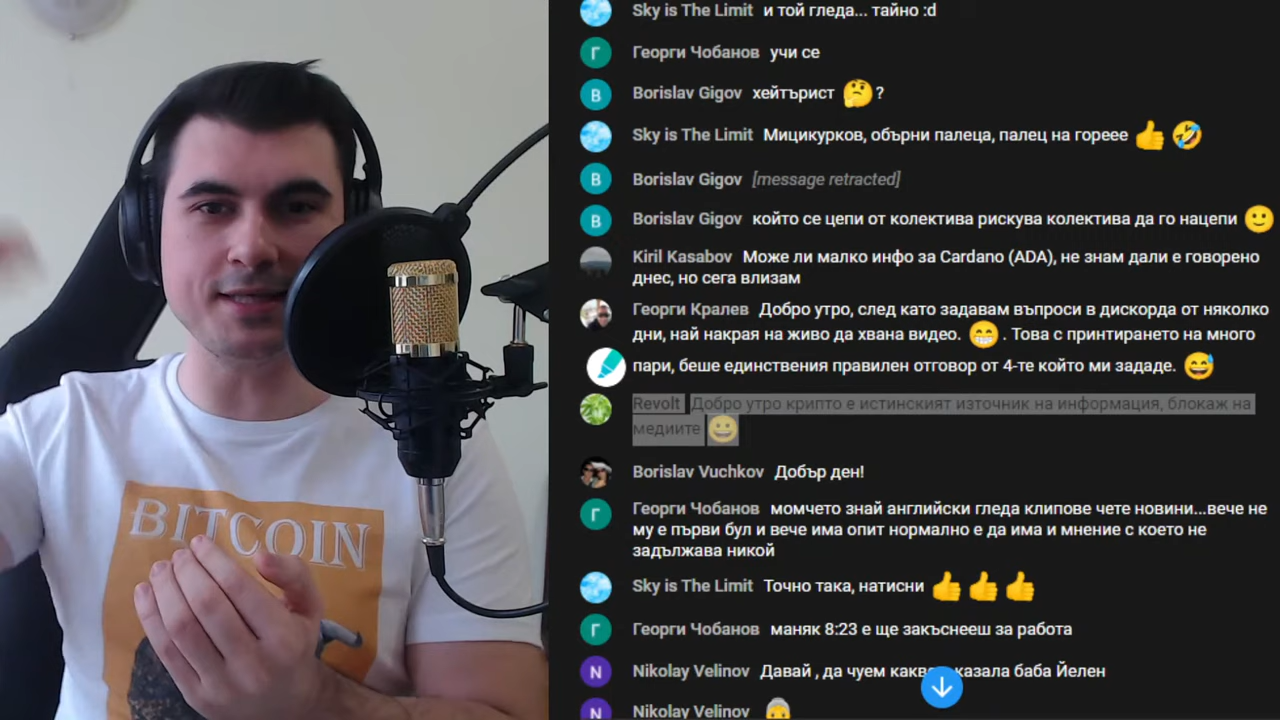 BITCOIN
Sky is The Limit и той гледа... тайно :d
Георги Чобанов учи се
Borislav Gigov хейтърист 🤔?
Sky is The Limit Мицикурков, обърни палеца, палец на гореее 👍🤣
Borislav Gigov [message retracted]
Borislav Gigov който се цепи от колектива рискува колектива да го нацепи 🙂
Kiril Kasabov Може ли малко инфо за Cardano (ADA), не знам дали е говорено
днес, но сега влизам
Георги Кралев Добро утро, след като задавам въпроси в дискорда от няколко
дни, най накрая на живо да хвана видео. 😁. Това с принтирането на много
пари, беше единствения правилен отговор от 4-те който ми зададе. 😅
Revolt Добро утро крипто е истинският източник на информация, блокаж на
медиите 😀
Borislav Vuchkov Добър ден!
Георги Чобанов момчето знай английски гледа клипове чете новини...вече не
му е първи бул и вече има опит нормално е да има и мнение с което не
задължава никой
Sky is The Limit Точно така, натисни 👍👍👍
Георги Чобанов маняк 8:23 е ще закъснееш за работа
Nikolay Velinov Давай , да чуем казала баба Йелен
Nikolay Velinov 👵